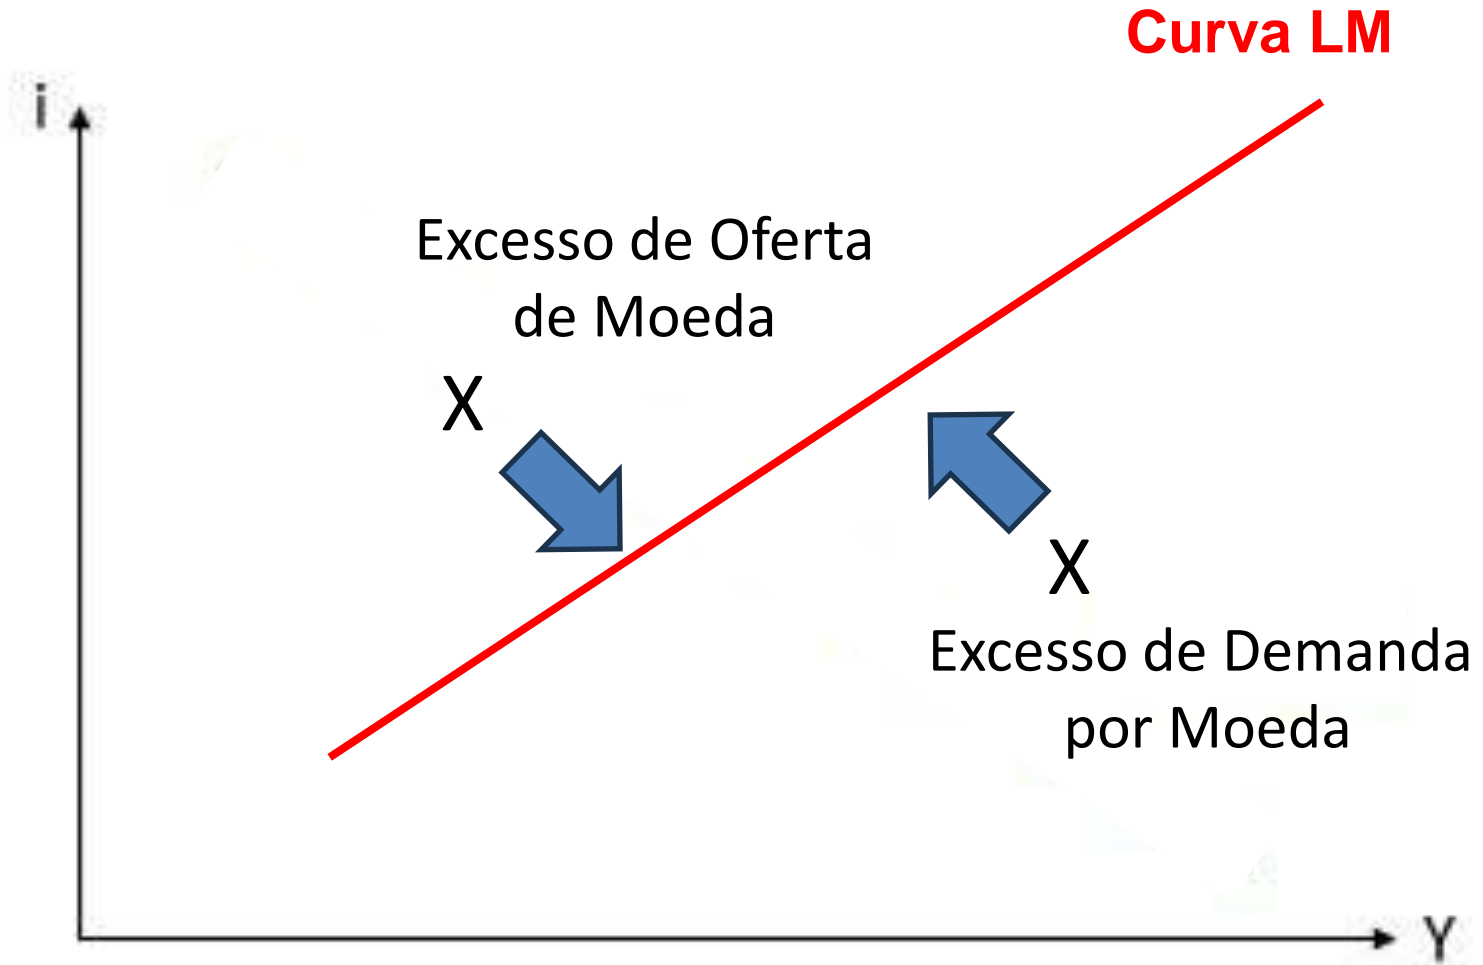 Curva LM
i
Excesso de Oferta
de Moeda
X
X
Excesso de Demanda
por Moeda
Y